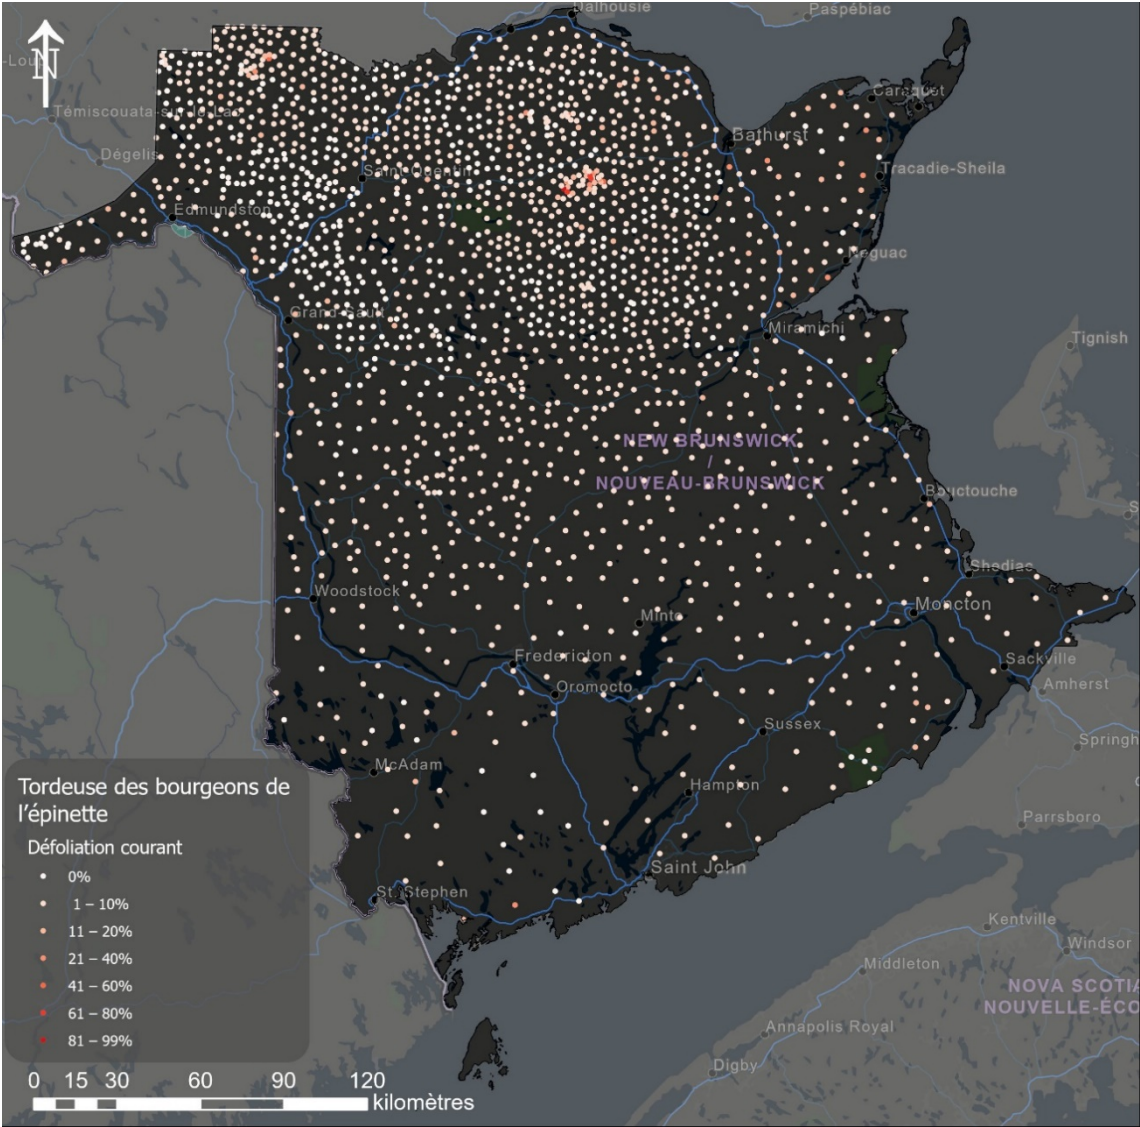 Dalhousie
Paspébiac
N
Témiscouata-sur-le-Lac
Caraquet
Bathurst
Dégelis
Saint-Quentin
Tracadie-Sheila
Edmundston
Neguac
Grand-Sault
Miramichi
Tignish
NEW BRUNSWICK
/
NOUVEAU-BRUNSWICK
Bouctouche
Shediac
Woodstock
Moncton
Minto
Fredericton
Sackville
Oromocto
Amherst
Sussex
Springh
McAdam
Tordeuse des bourgeons de
l’épinette
Hampton
Parrsboro
Défoliation courant
Saint John
0%
St. Stephen
1 – 10%
Kentville
11 – 20%
Windsor
21 – 40%
Middleton
41 – 60%
NOVA SCOTIA
NOUVELLE-ÉCO
61 – 80%
Annapolis Royal
81 – 99%
Digby
0 15 30 60 90 120
kilomètres